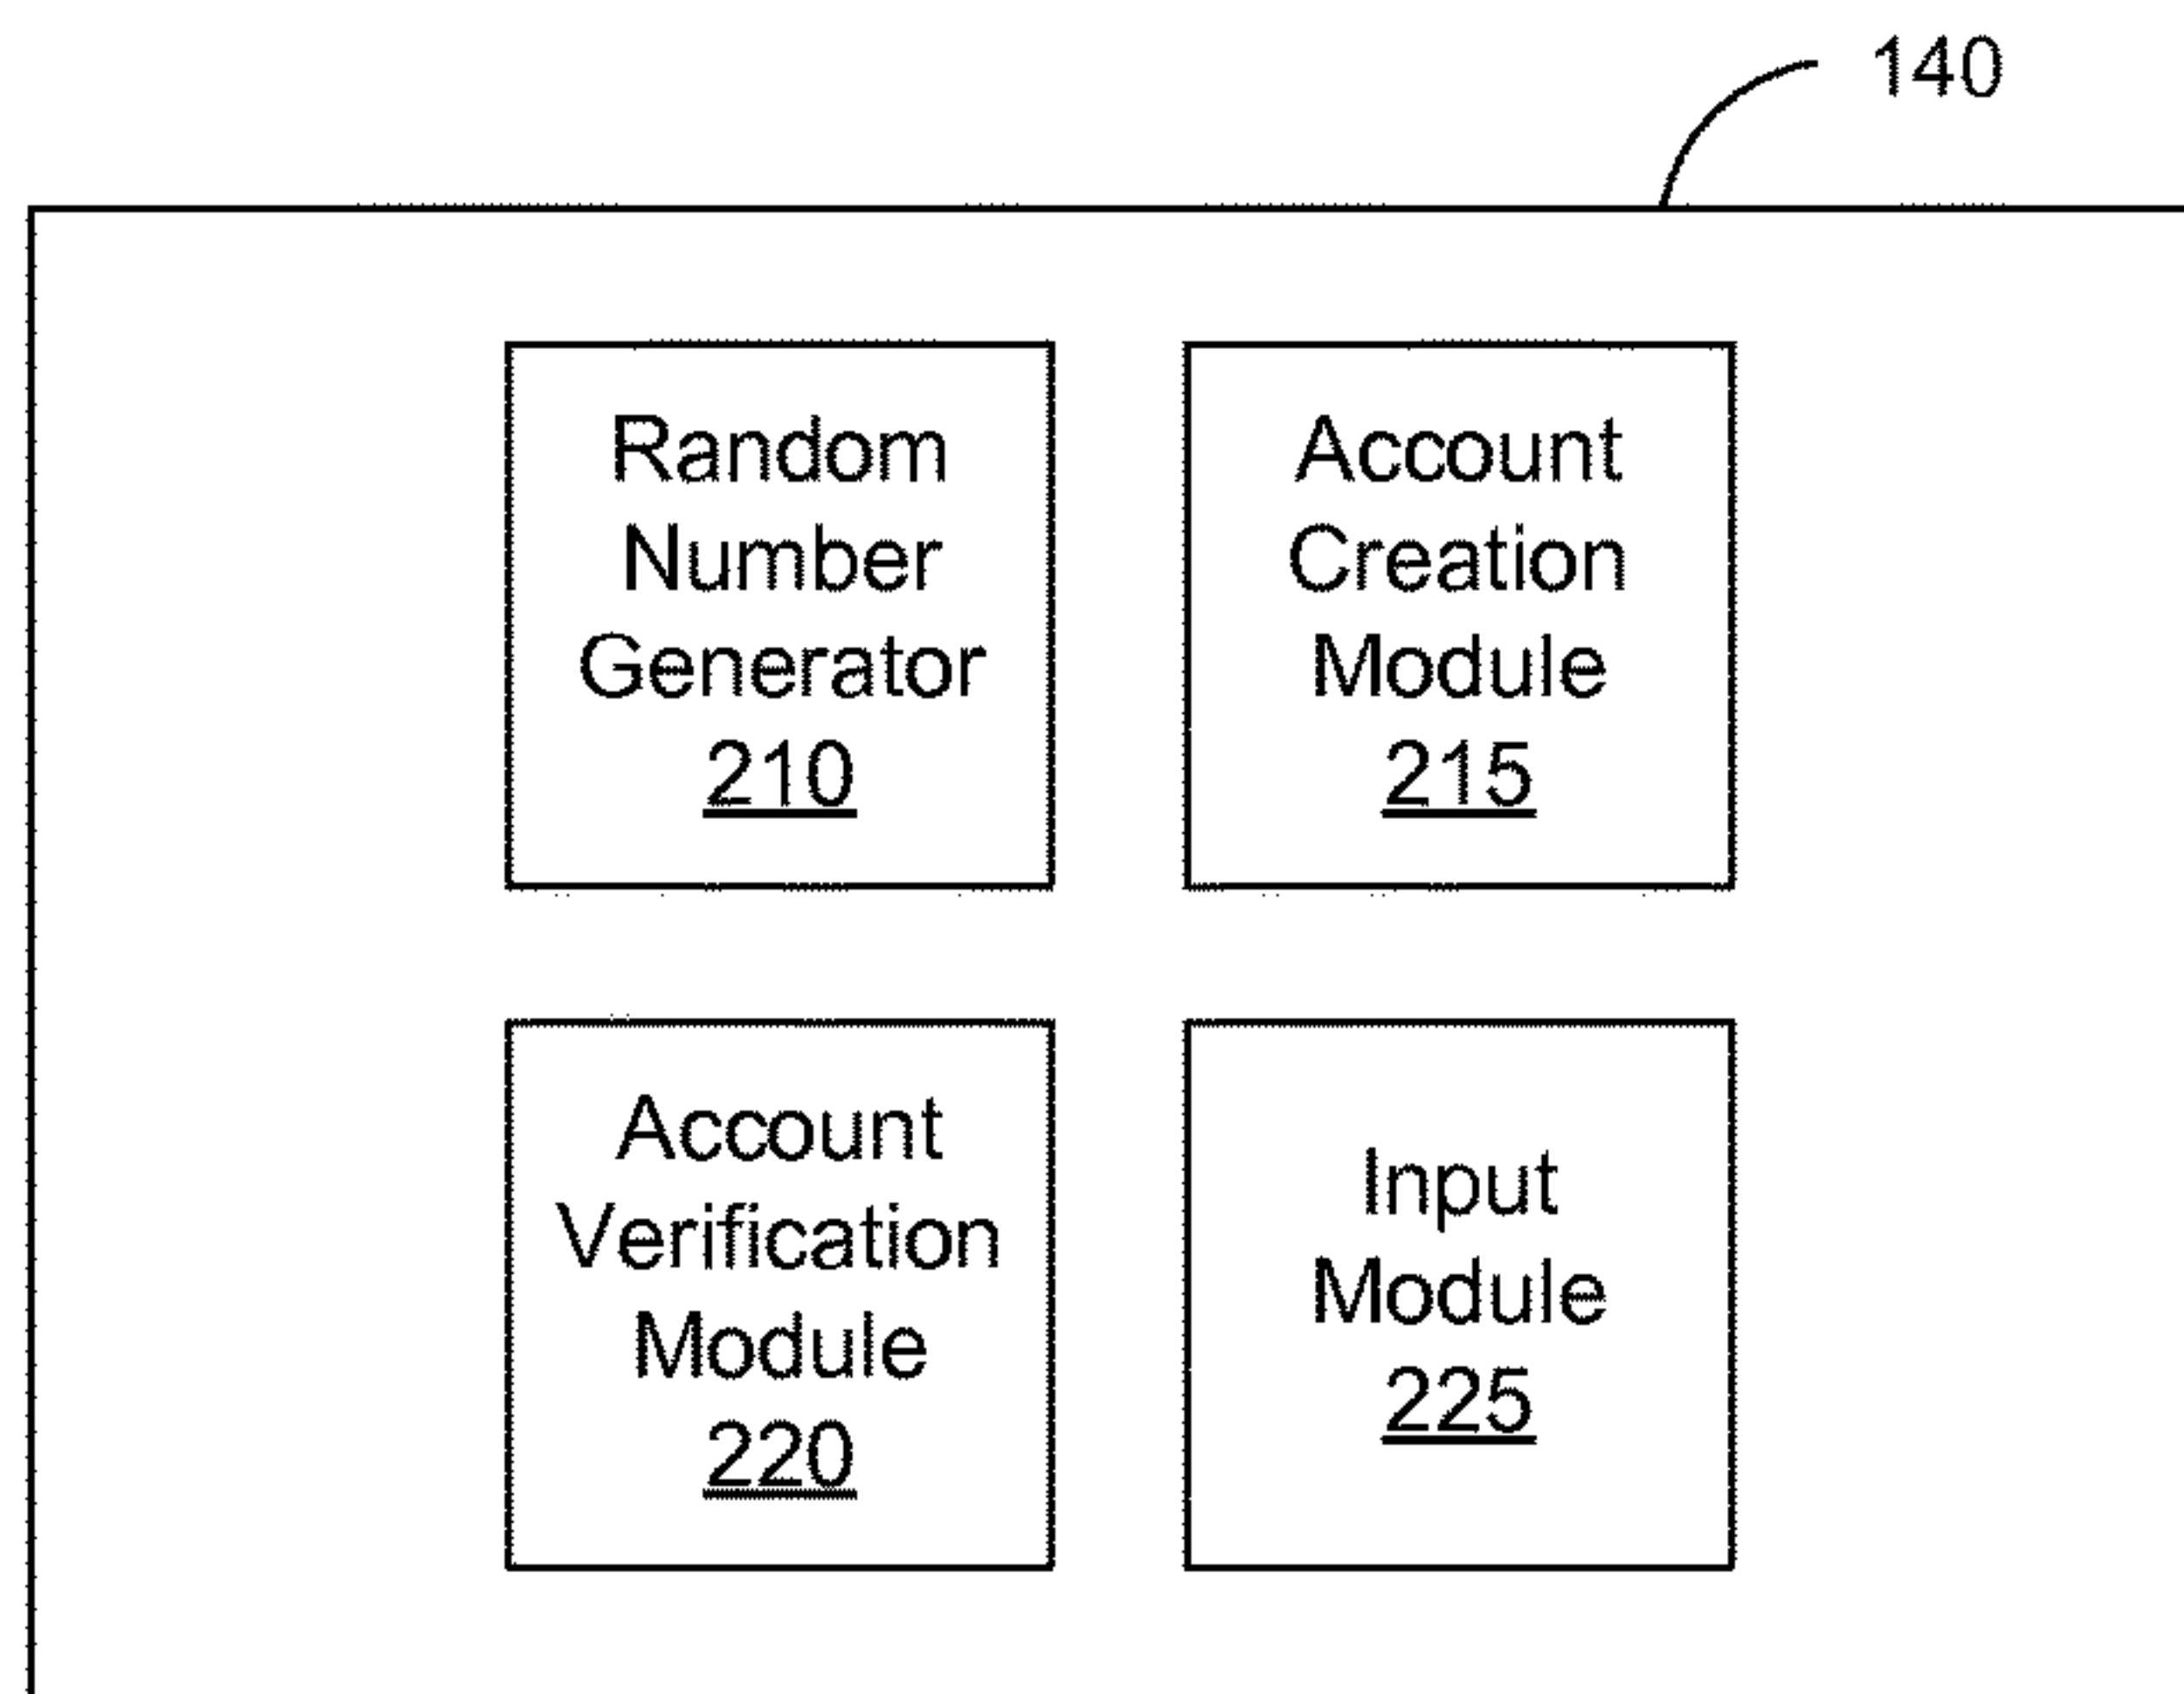 140
Random
Number
Generator
210
Account
Creation
Module
215
Account
Verification
Module
220
Input
Module
225